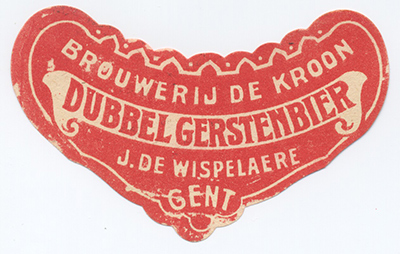 BROUWERIJ DE KROON
DUBBEL GERSTENBIER
J. DE WISPELAERE
GENT